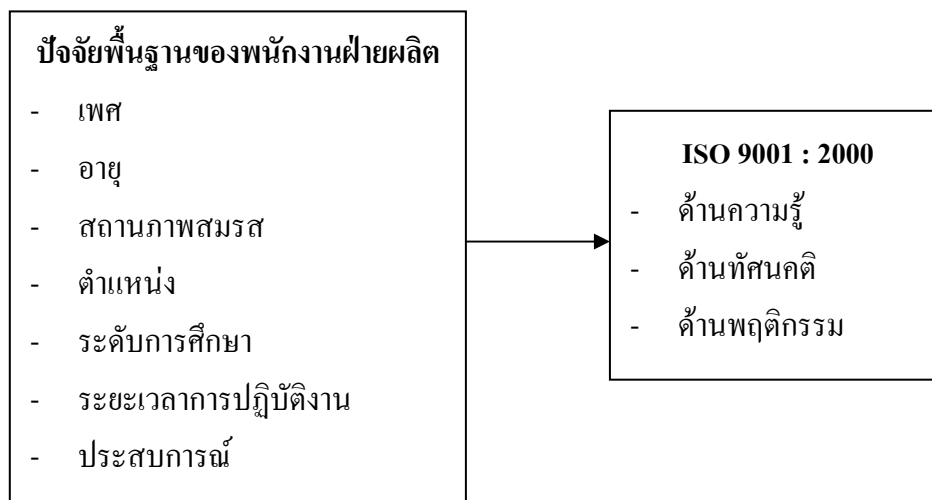 ปัจจัยพื้นฐานของพนักงานฝ่ายผลิต
- เพศ
- อายุ
- สถานภาพสมรส
- ตำแหน่ง
- ระดับการศึกษา
- ระยะเวลาการปฏิบัติงาน
- ประสบการณ์
ISO 9001 : 2000
- ด้านความรู้
- ด้านทัศนคติ
- ด้านพฤติกรรม